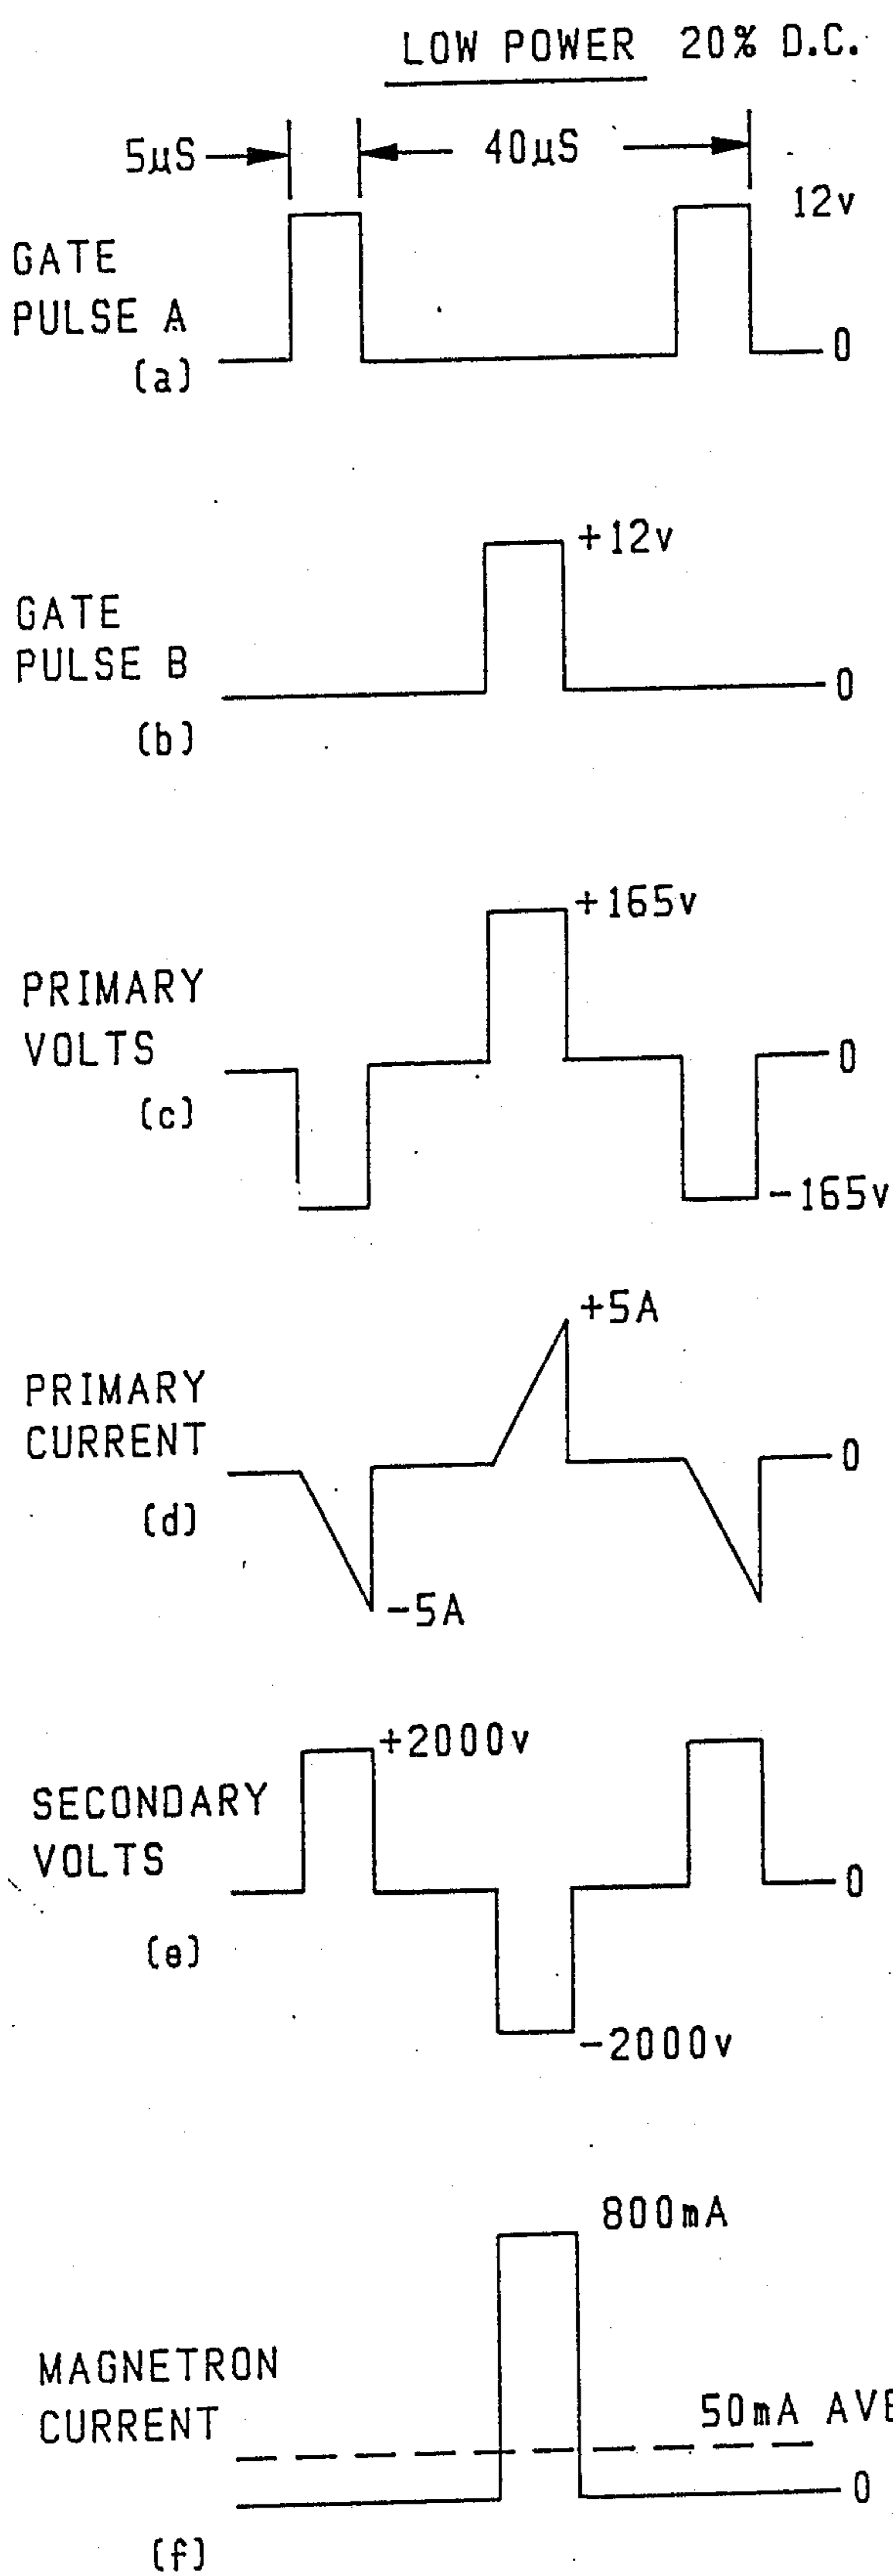 LOW POWER 20% D.C.
5µS 40µS
12v
GATE
PULSE A
(a)
0
+12v
GATE
PULSE B
(b)
0
+165v
PRIMARY
VOLTS
(c)
0
-165v
+5A
PRIMARY
CURRENT
(d)
0
-5A
+2000v
SECONDARY
VOLTS
(e)
0
-2000v
800mA
MAGNETRON
CURRENT
50mA AVE
0
(f)